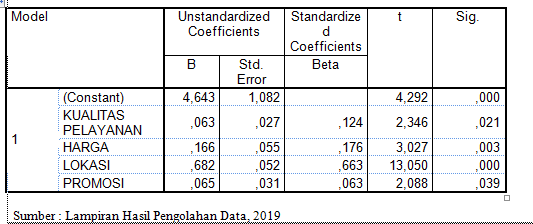 Model Unstandardized Coefficients Standardize d Coefficients t Sig.
B Std. Error Beta
1
(Constant) 4,643 1,082 4,292 ,000
KUALITAS PELAYANAN ,063 ,027 ,124 2,346 ,021
HARGA ,166 ,055 ,176 3,027 ,003
LOKASI ,682 ,052 ,663 13,050 ,000
PROMOSI ,065 ,031 ,063 2,088 ,039
Sumber : Lampiran Hasil Pengolahan Data, 2019